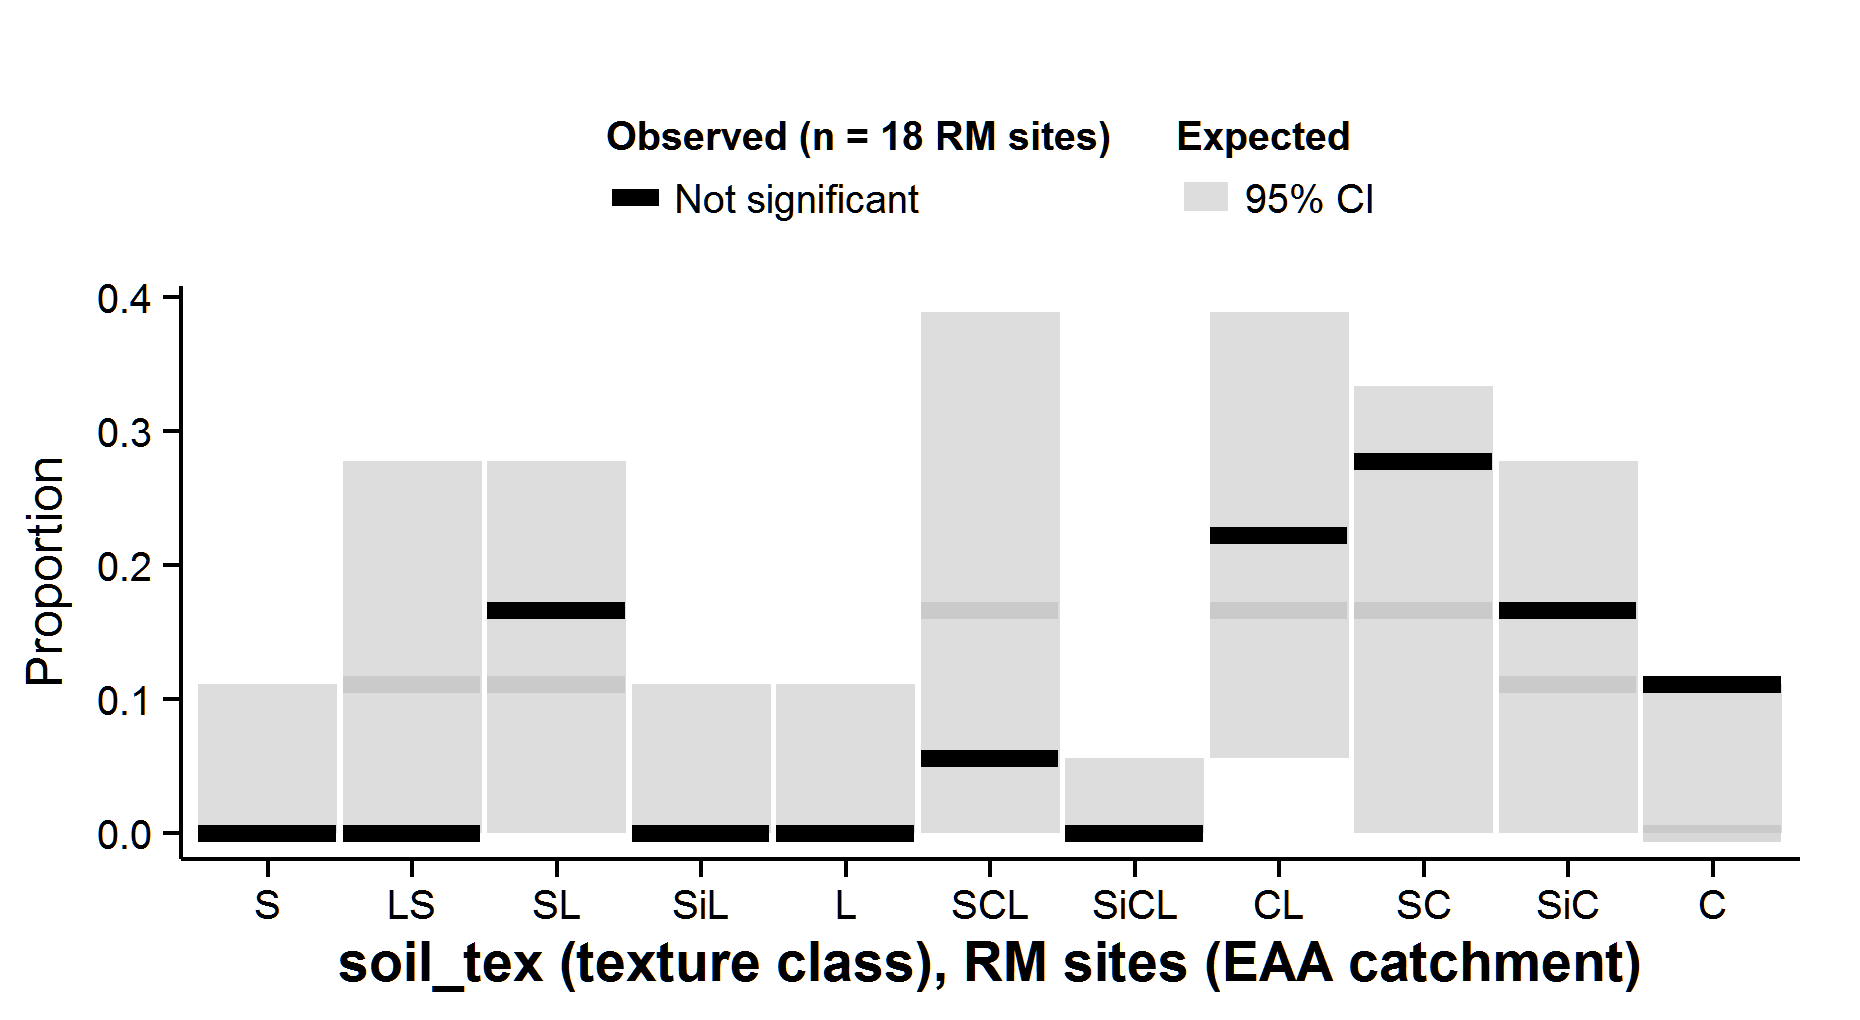 Observed (n = 18 RM sites) Expected
Not significant 95% CI
0.4
0.3
0.2
0.1
0.0
Proportion
S LS SL SiL L SCL SiCL CL SC SiC C
soil_tex (texture class), RM sites (EAA catchment)